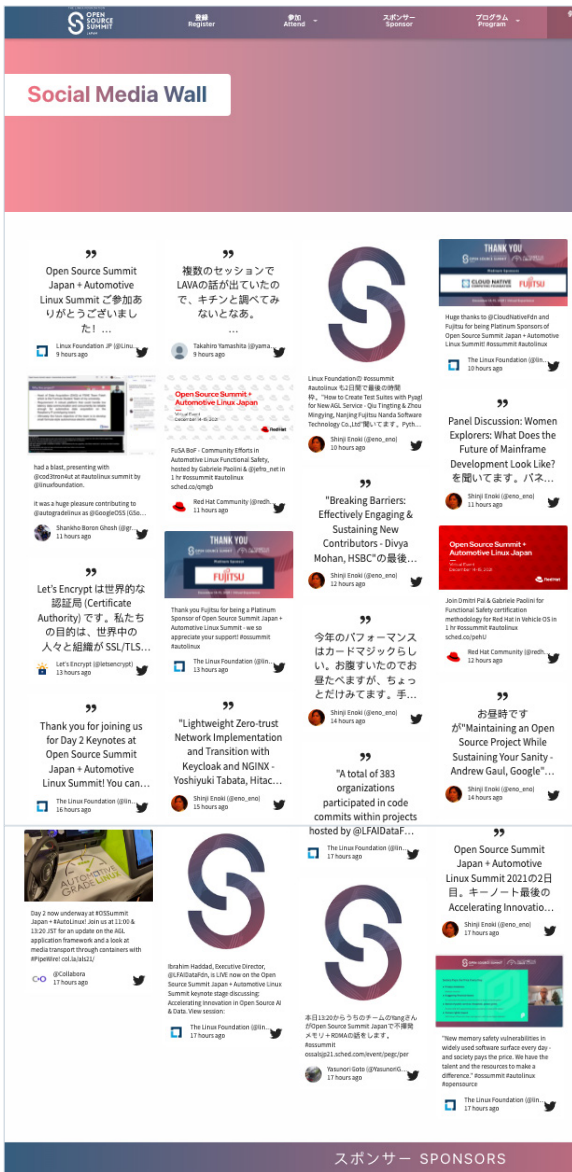 OPEN
SOURCE
SUMMIT
JAPAN
登録
Register
参加
Attend
スポンサー
Sponsor
プログラム
Program
Social Media Wall
Open Source Summit
Japan + Automotive
Linux Summit ご参加あ
りがとうございまし
た! …
Linux Foundation JP (@Linu...
9 hours ago
had a blast, presenting with
@cod3tron4ut at #autolinux summit by
@linuxfoundation.
it was a huge pleasure contributing to
@autogradelinux as @GoogleOSS (GSo...
Shankho Boron Ghosh (@gr...
11 hours ago
Let's Encrypt は世界的な
認証局 (Certificate
Authority) です。私たち
の目的は、世界中の
人々と組織が SSL/TLS...
Let's Encrypt (@letsencrypt)
13 hours ago
Thank you for joining us
for Day 2 Keynotes at
Open Source Summit
Japan + Automotive
Linux Summit! You can...
The Linux Foundation (@lin...
16 hours ago
AUTOMOTIVE
GRADELINUX
Day 2 now underway at #OSSummit
Japan + #AutoLinux! Join us at 11:00 &
13:20 JST for an update on the AGL
application framework and a look at
media transport through containers with
#PipeWire! col.la/als21/
@Collabora
17 hours ago
複数のセッションで
LAVAの話が出ていたの
で、キチンと調べてみ
ないとなあ。
…
Takahiro Yamashita (@yama...
9 hours ago
Open Source Summit +
Automotive Linux Japan
Virtual Event
December 14-15, 2021
Red Hat
FuSA BoF - Community Efforts in
Automotive Linux Functional Safety,
hosted by Gabriele Paolini & @jefro_net in
1 hr #ossummit #autolinux
sched.co/qmgb
Red Hat Community (@redh...
11 hours ago
THANK YOU
Platinum Sponsor
FUJITSU
Thank you Fujitsu for being a Platinum
Sponsor of Open Source Summit Japan +
Automotive Linux Summit - we so
appreciate your support! #ossummit
#autolinux
The Linux Foundation (@lin...
13 hours ago
"Lightweight Zero-trust
Network Implementation
and Transition with
Keycloak and NGINX -
Yoshiyuki Tabata, Hitac...
Shinji Enoki (@eno_eno)
15 hours ago
Ibrahim Haddad, Executive Director,
@LFAIDataFdn, is LIVE now on the Open
Source Summit keynote stage discussing:
Accelerating Innovation in Open Source AI
& Data. View session:
The Linux Foundation (@lin...
17 hours ago
Linux Foundationの #ossummit
#autolinux も2日間で最後の時間
枠。"How to Create Test Suites with Pyagl
for New AGL Service - Qiu Tingting & Zhou
Mingying, Nanjing Fujitsu Nanda Software
Technology Co.,Ltd"聞いてます。Pyth...
Shinji Enoki (@eno_eno)
10 hours ago
"Breaking Barriers:
Effectively Engaging &
Sustaining New
Contributors - Divya
Mohan, HSBC"の最後...
Shinji Enoki (@eno_eno)
12 hours ago
今年のパフォーマンス
はカードマジックらし
い。お腹すいたのでお
昼たべますが、ちょっ
とだけみてます。手...
Shinji Enoki (@eno_eno)
14 hours ago
"A total of 383
organizations
participated in code
commits within projects
hosted by @LFAIDataF...
The Linux Foundation (@lin...
17 hours ago
本日13:20からうちのチームのYangさん
がOpen Source Summit Japanで不揮発
メモリ+RDMAの話をします。
#ossummit
ossalsjp21.sched.com/event/pegc/per
Yasunori Goto (@YasunoriG...
17 hours ago
THANK YOU
Platinum Sponsors
CLOUD NATIVE
COMPUTING FOUNDATION
FUJITSU
Huge thanks to @CloudNativeFdn and
Fujitsu for being Platinum Sponsors of
Open Source Summit Japan + Automotive
Linux Summit! #ossummit #autolinux
The Linux Foundation (@lin...
10 hours ago
Panel Discussion: Women
Explorers: What Does the
Future of Mainframe
Development Look Like?
を聞いてます。パネ...
Shinji Enoki (@eno_eno)
11 hours ago
Open Source Summit +
Automotive Linux Japan
Virtual Event
December 14-15, 2021
Red Hat
Join Dmitri Pal & Gabriele Paolini for
Functional Safety certification
methodology for Red Hat in Vehicle OS in
1 hr #ossummit #autolinux
sched.co/pehU
Red Hat Community (@redh...
12 hours ago
お昼時です
が"Maintaining an Open
Source Project While
Sustaining Your Sanity -
Andrew Gaul, Google"...
Shinji Enoki (@eno_eno)
14 hours ago
Open Source Summit
Japan + Automotive
Linux Summit 2021の2日
目。キーノート最後の
Accelerating Innovatio...
Shinji Enoki (@eno_eno)
17 hours ago
"New memory safety vulnerabilities in
widely used software surface every day -
and society pays the price. We have the
talent and the resources to make a
difference." #ossummit #autolinux
#opensource
The Linux Foundation (@lin...
17 hours ago
スポンサー SPONSORS